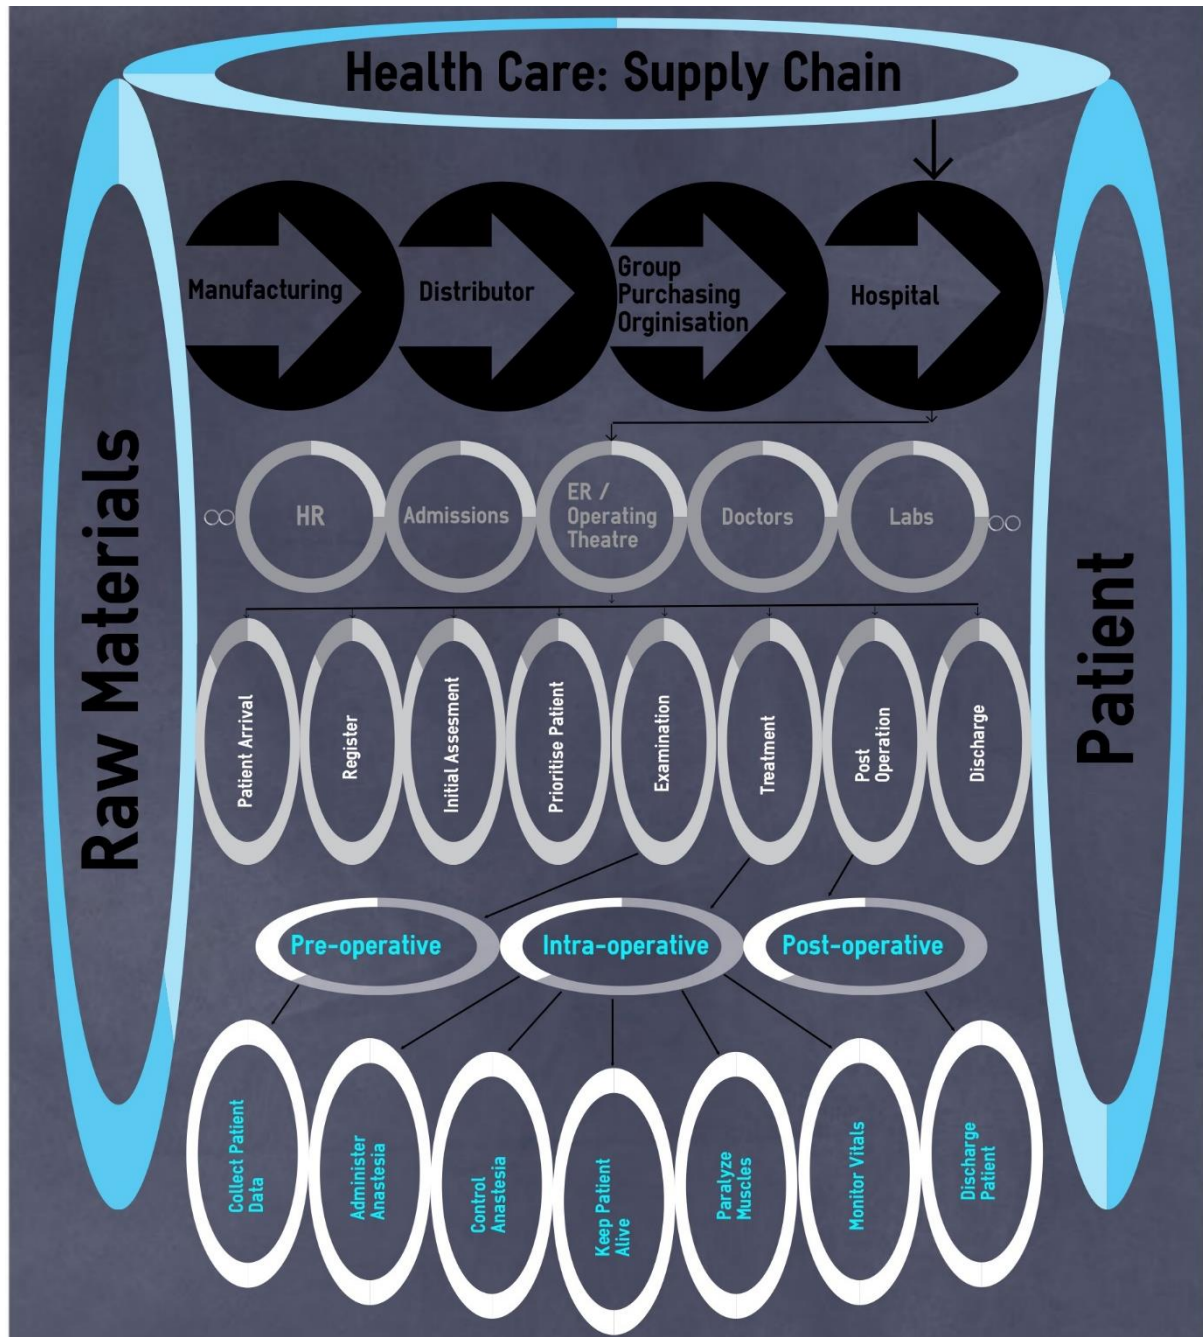 Health Care: Supply Chain
Raw Materials
Patient
Manufacturing
Distributor
Group
Purchasing
Orginisation
Hospital
HR
Admissions
ER /
Operating
Theatre
Doctors
Labs
Patient Arrival
Register
Initial Assesment
Prioritise Patient
Examination
Treatment
Post
Operation
Discharge
Pre-operative
Intra-operative
Post-operative
Collect Patient
Data
Administer
Anastesia
Control
Anastesia
Keep Patient
Alive
Paralyze
Muscles
Monitor Vitals
Discharge
Patient